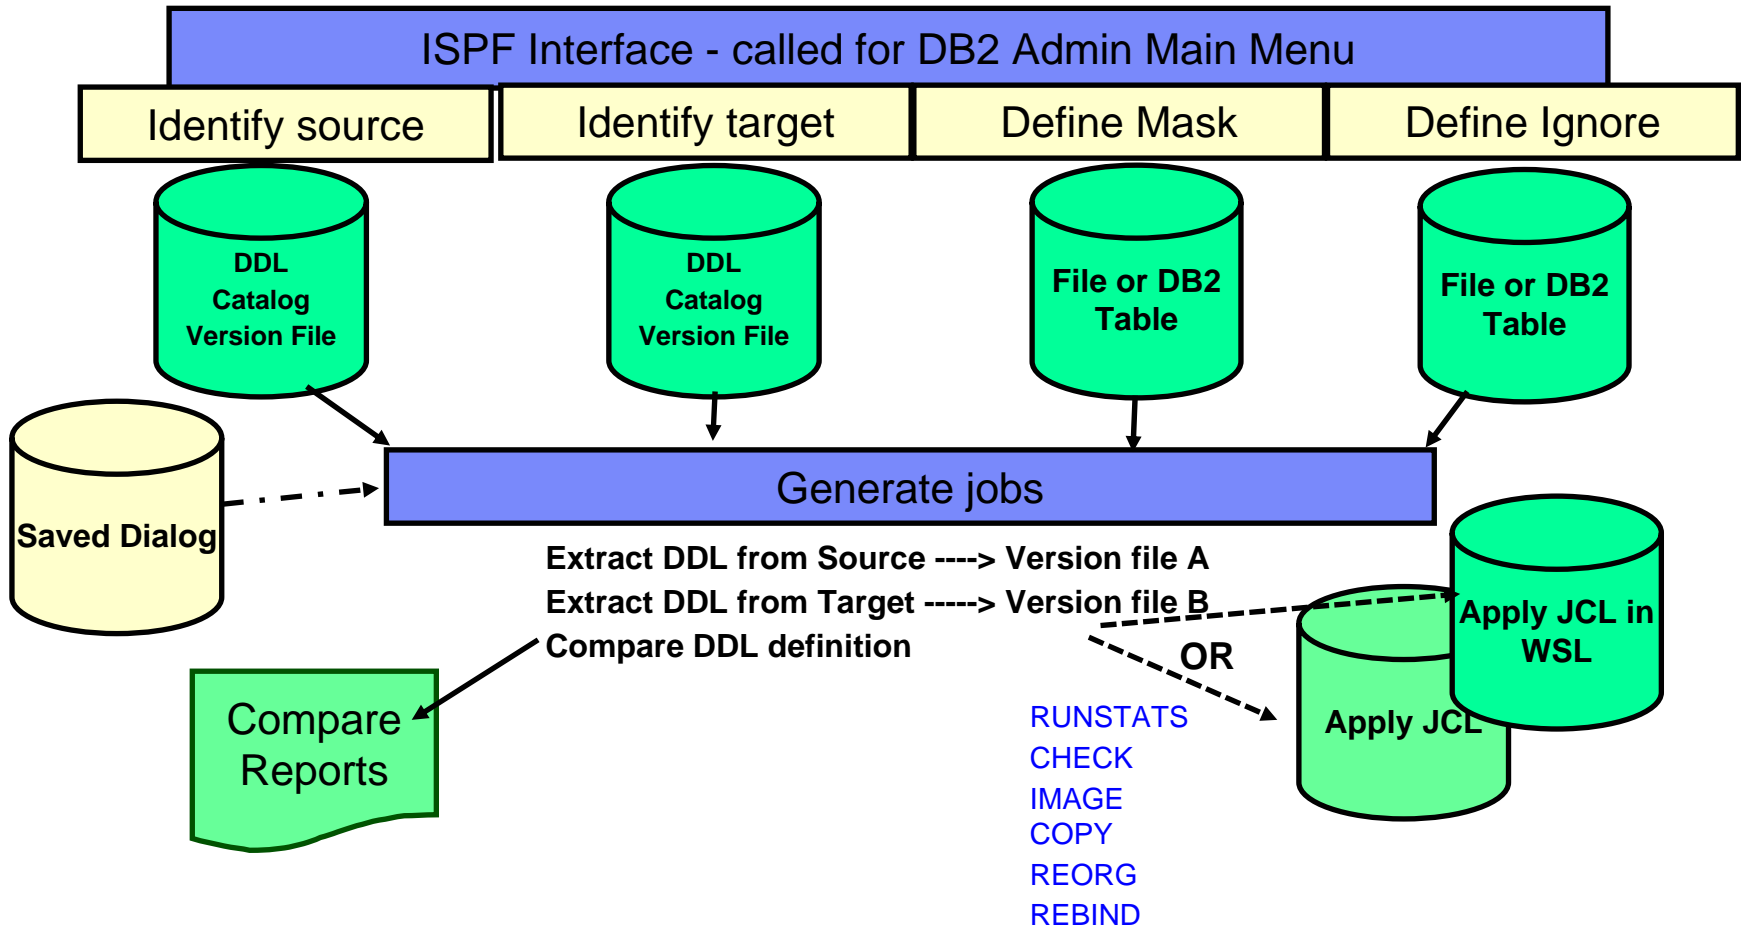 ISPF Interface - called for DB2 Admin Main Menu
Identify source
Identify target
Define Mask
Define Ignore
DDL
Catalog
Version File
DDL
Catalog
Version File
File or DB2
Table
File or DB2
Table
Saved Dialog
Generate jobs
Extract DDL from Source ----> Version file A
Extract DDL from Target -----> Version file B
Compare DDL definition
OR
Apply JCL in
WSL
Apply JCL
Compare
Reports
RUNSTATS
CHECK
IMAGE
COPY
REORG
REBIND